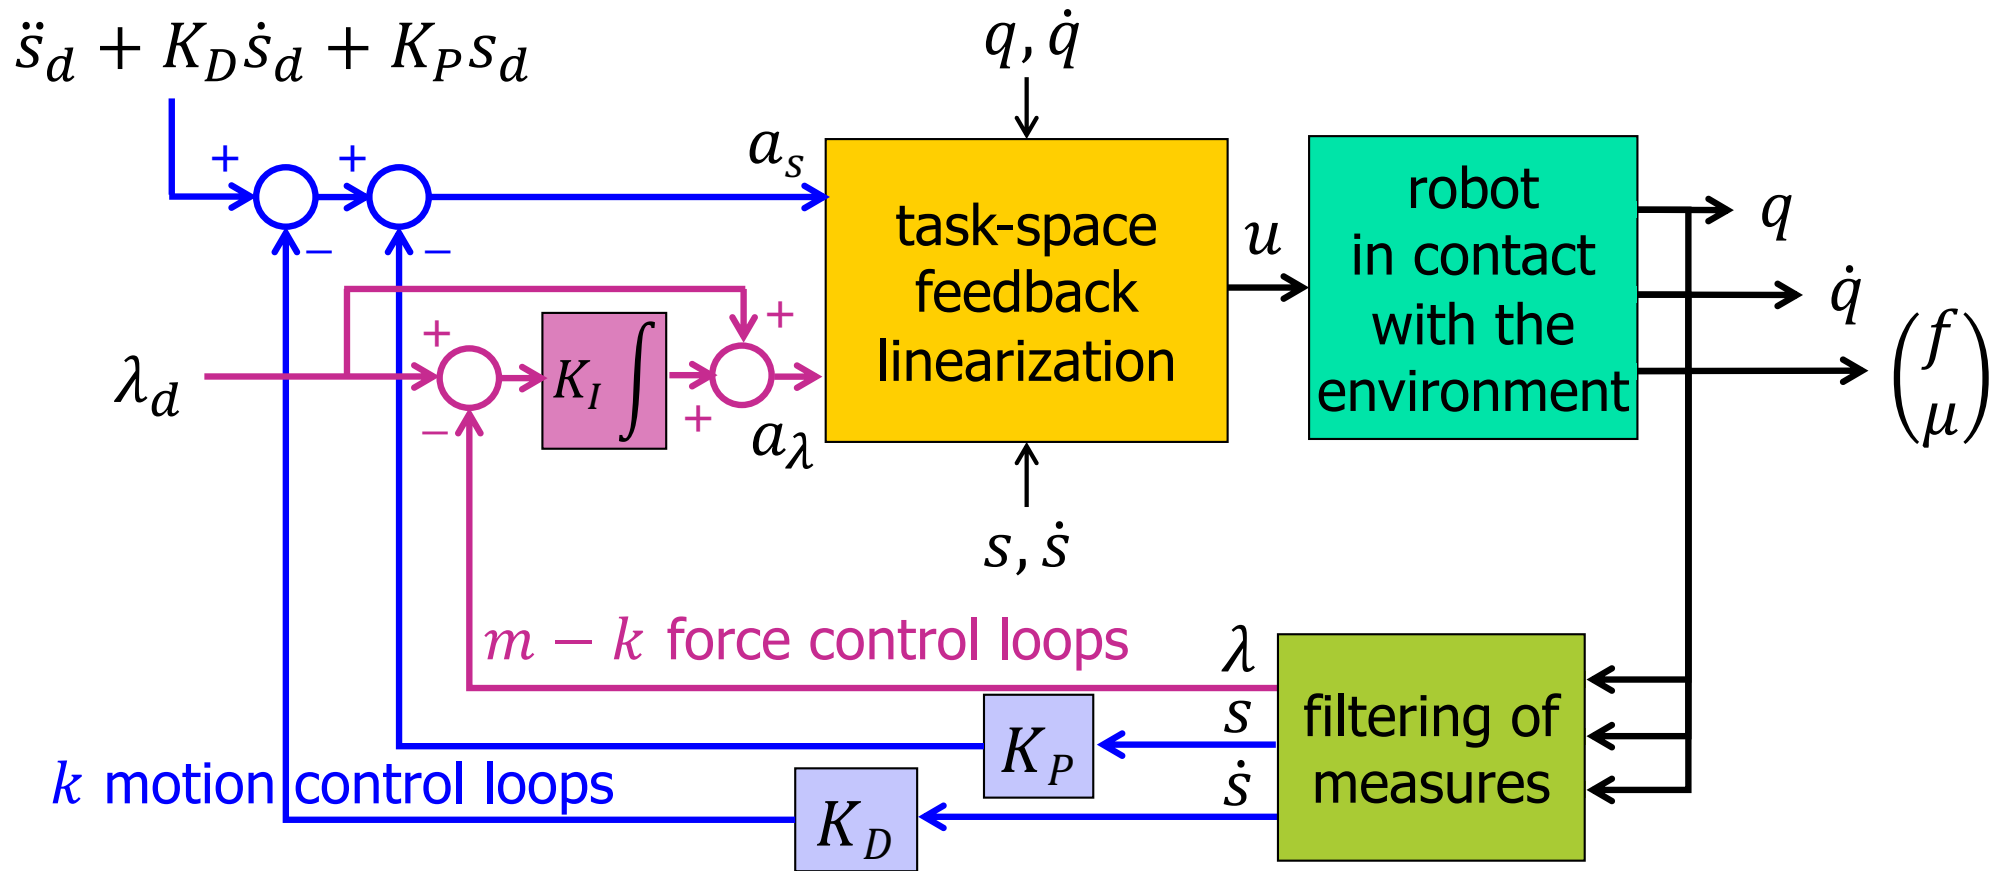 s̈_d + K_D ṡ_d + K_P s_d
q, q̇
+
+
a_s
−
−
task-space
feedback
linearization
u
robot
in contact
with the
environment
q
q̇
(f
μ)
λ_d
+
−
K_I ∫
+
+
a_λ
s, ṡ
m − k force control loops
λ
s
ṡ
K_P
K_D
k motion control loops
filtering of
measures